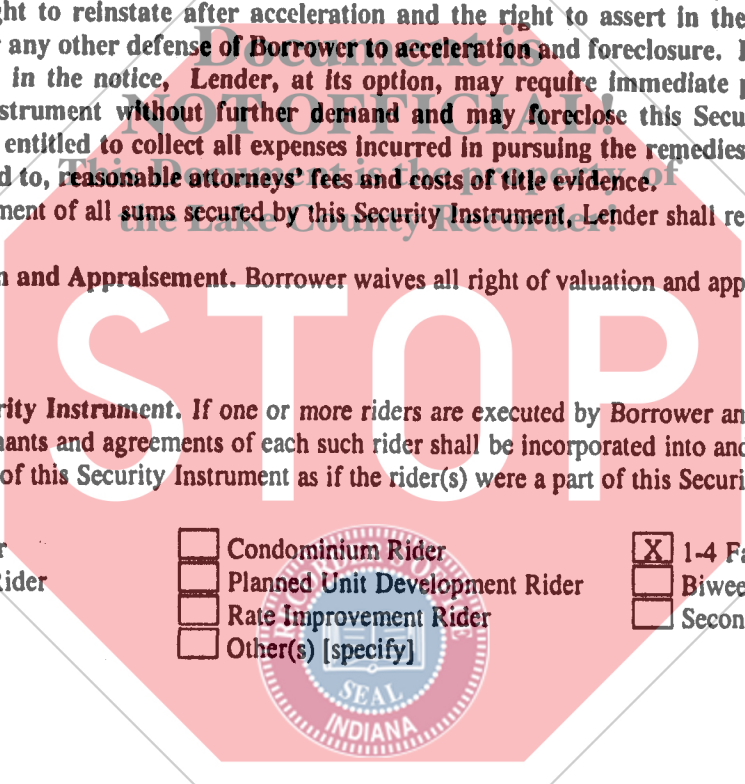 ht to reinstate after acceleration and the right to assert in the
any other defense of Borrower to acceleration and foreclosure.
Document is
in the notice, Lender, at its option, may require immediate p
NOT OFFICIAL!
strument without further demand and may foreclose this Secu
entitled to collect all expenses incurred in pursuing the remedies
This Document is the property of
d to, reasonable attorneys' fees and costs of title evidence.
ment of all sums secured by this Security Instrument, Lender shall re
the Lake County Recorder!
n and Appraisement. Borrower waives all right of valuation and app
STOP
rity Instrument. If one or more riders are executed by Borrower an
nants and agreements of each such rider shall be incorporated into and
of this Security Instrument as if the rider(s) were a part of this Securi
r
Condominium Rider
X 1-4 Fa
Rider
Planned Unit Development Rider
Biwee
Rate Improvement Rider
Secon
Other(s) [specify]
SEAL
INDIANA